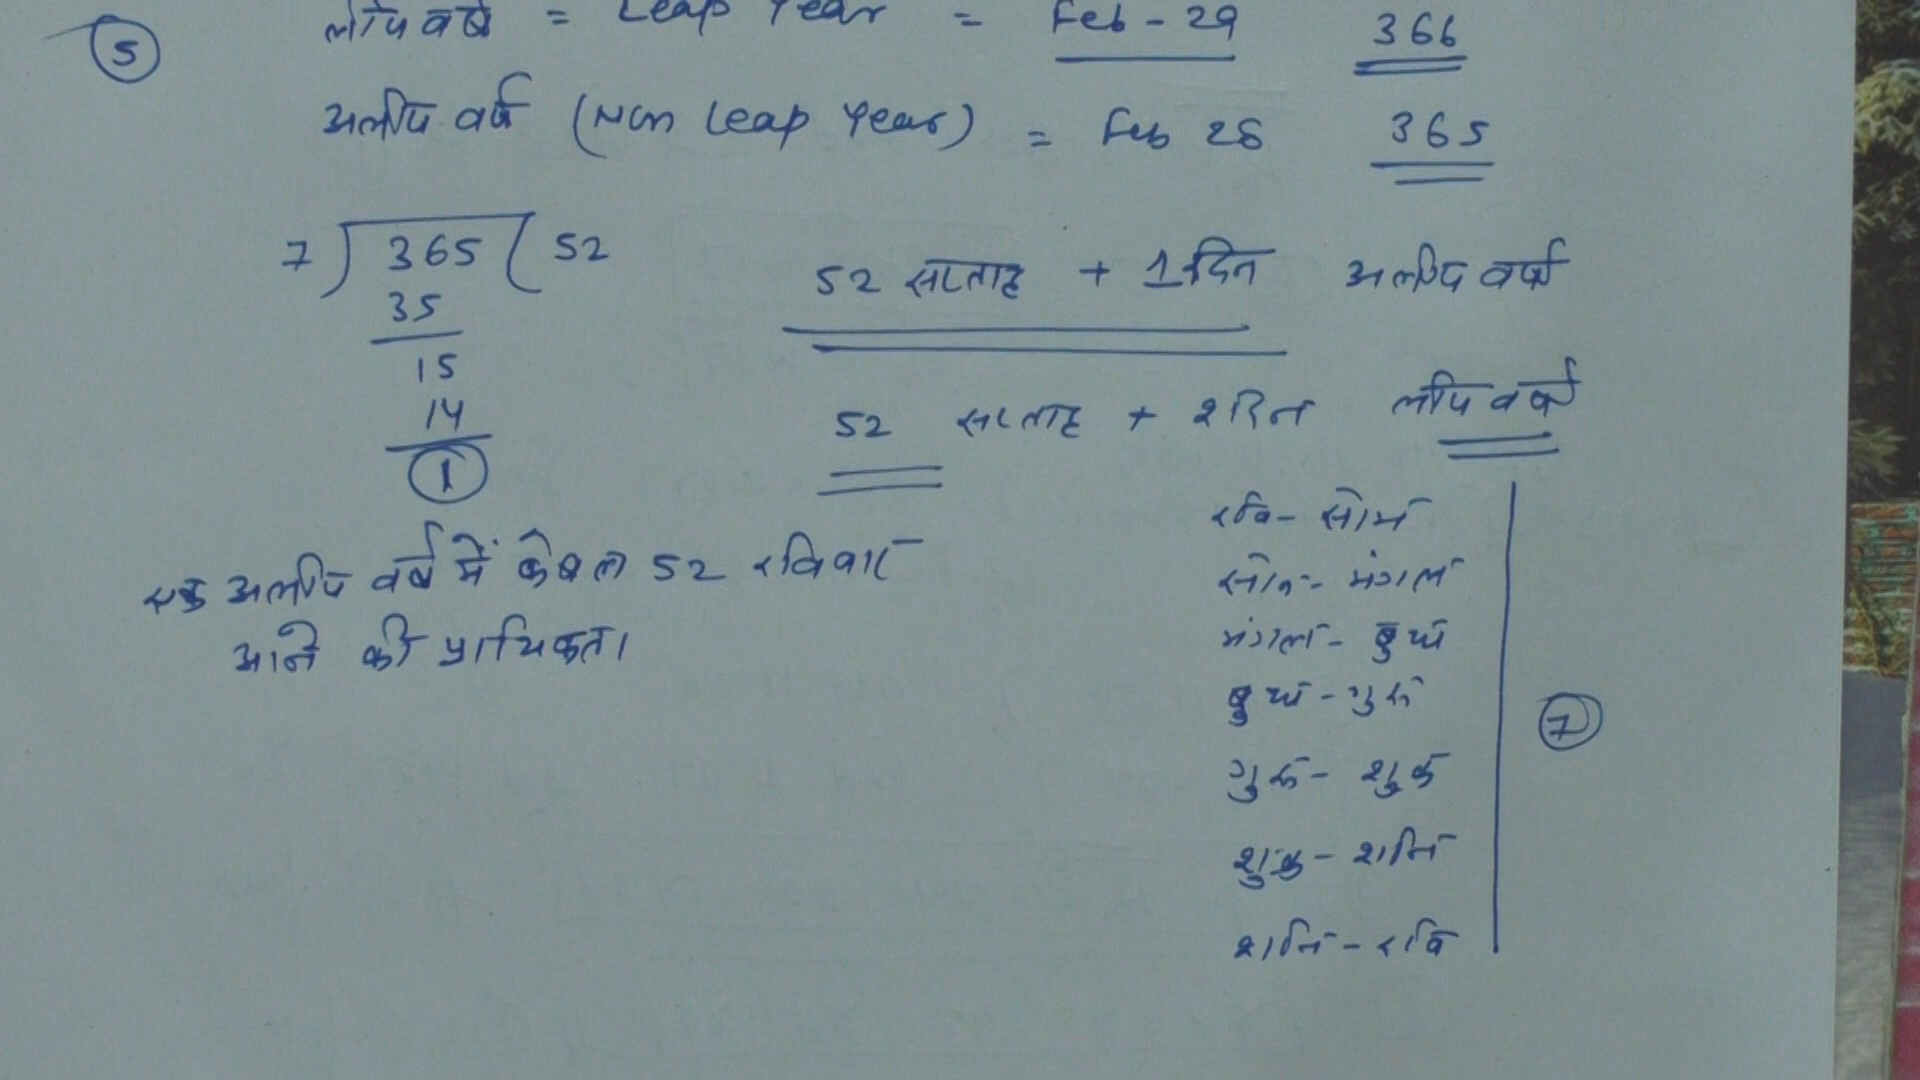 5
लीपवर्ष = Leap Year = Feb - 29 366
अलीप वर्ष (Non Leap Year) = Feb 28 365
7 ) 365 ( 52
35
15
14
1
52 सप्ताह + 1 दिन अलीप वर्ष
52 सप्ताह + 2 दिन लीप वर्ष
एक अलीप वर्ष में केवल 52 रविवार
आने की प्रायिकता
रवि - सोम
सोम - मंगल
मंगल - बुध
बुध - गुरु
गुरु - शुक्र
शुक्र - शनि
शनि - रवि
7